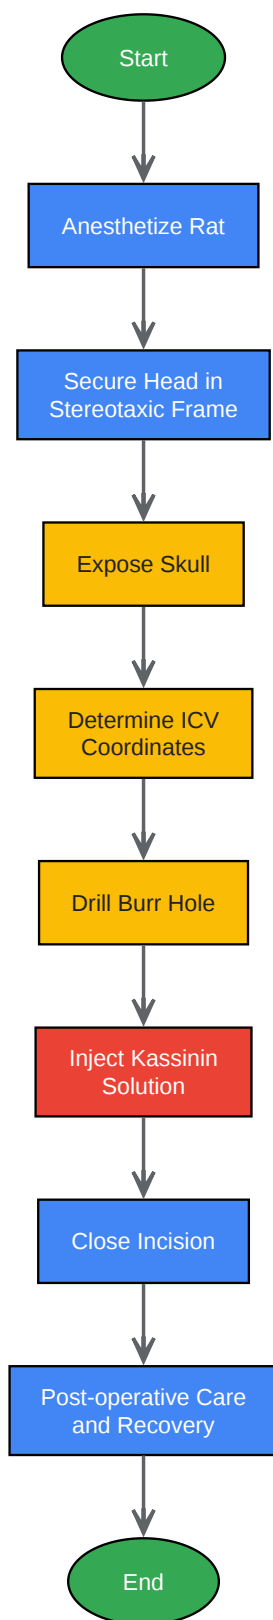 Start
Anesthetize Rat
Secure Head in
Stereotaxic Frame
Expose Skull
Determine ICV
Coordinates
Drill Burr Hole
Inject Kassinin
Solution
Close Incision
Post-operative Care
and Recovery
End